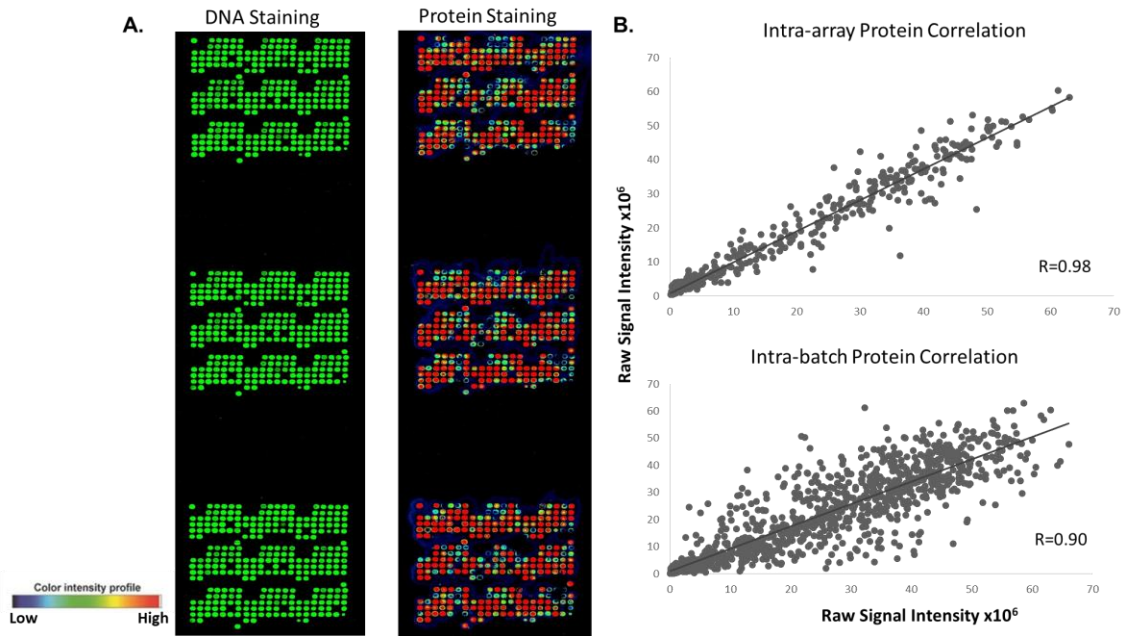 A.
DNA Staining
Protein Staining
Color intensity profile
Low High
B.
Intra-array Protein Correlation
70
60
50
40
30
20
10
0
0 10 20 30 40 50 60 70
R=0.98
Raw Signal Intensity x10⁶
Intra-batch Protein Correlation
70
60
50
40
30
20
10
0
0 10 20 30 40 50 60 70
R=0.90
Raw Signal Intensity x10⁶